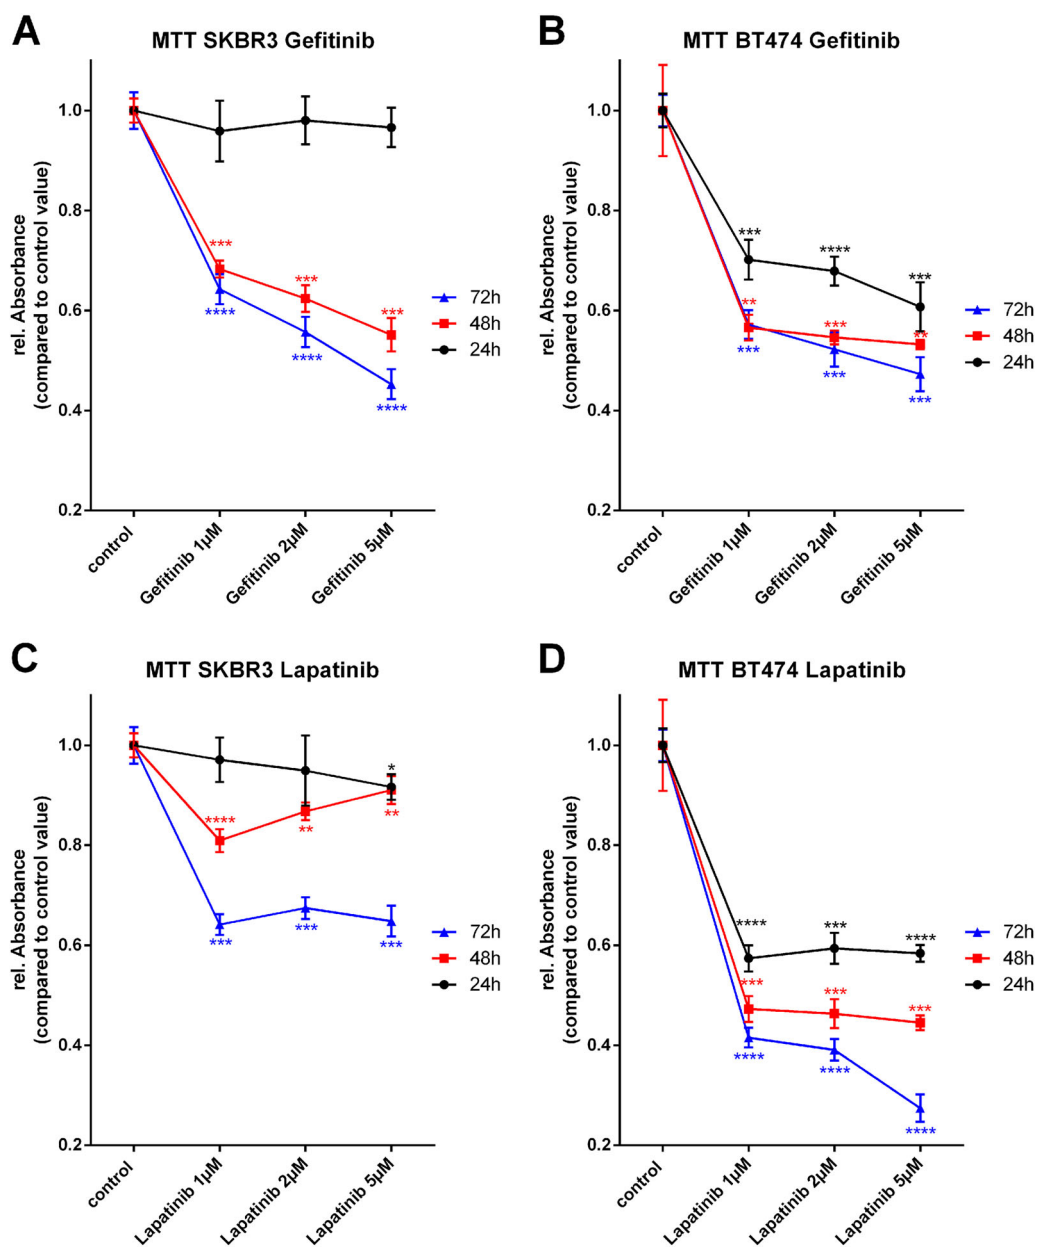 A
MTT SKBR3 Gefitinib
rel. Absorbance
(compared to control value)
1.0
0.8
0.6
0.4
0.2
***
***
***
****
****
****
72h
48h
24h
control
Gefitinib 1µM
Gefitinib 2µM
Gefitinib 5µM
B
MTT BT474 Gefitinib
rel. Absorbance
(compared to control value)
1.0
0.8
0.6
0.4
0.2
***
****
***
**
***
**
***
***
***
72h
48h
24h
control
Gefitinib 1µM
Gefitinib 2µM
Gefitinib 5µM
C
MTT SKBR3 Lapatinib
rel. Absorbance
(compared to control value)
1.0
0.8
0.6
0.4
0.2
*
****
**
**
***
***
***
72h
48h
24h
control
Lapatinib 1µM
Lapatinib 2µM
Lapatinib 5µM
D
MTT BT474 Lapatinib
rel. Absorbance
(compared to control value)
1.0
0.8
0.6
0.4
0.2
****
***
****
***
***
***
****
****
****
72h
48h
24h
control
Lapatinib 1µM
Lapatinib 2µM
Lapatinib 5µM